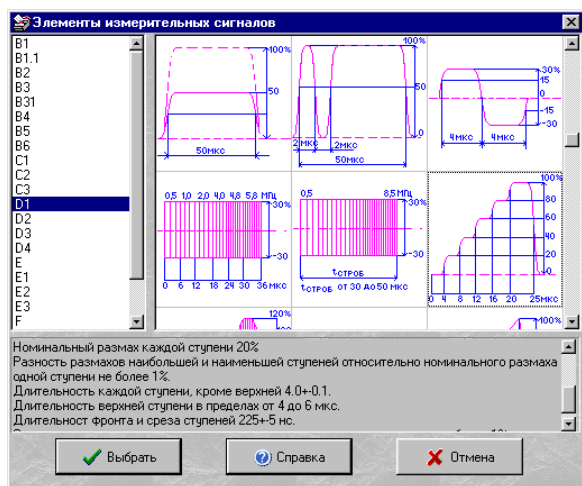 Элементы измерительных сигналов
B1
B1.1
B2
B3
B31
B4
B5
B6
C1
C2
C3
D1
D2
D3
D4
E
E1
E2
E3
F
100%
50
50МКС
100%
50
0
2 МКС
2МКС
50МКС
30%
15
0
-15
-30
4МКС
4МКС
0,5 1,0 2,0 4,0 4,8 5,8 МГЦ
30%
-30
0 6 12 18 24 30 36МКС
0,5 8,5МГЦ
30%
-30
tСТРОБ
tСТРОБ ОТ 30 ДО 50 МКС
100%
80
60
40
20
0
0 4 8 12 16 20 25МКС
120%
100%
Номинальный размах каждой ступени 20%
Разность размахов наибольшей и наименьшей ступеней относительно номинального размаха
одной ступени не более 1%.
Длительность каждой ступени, кроме верхней 4.0+-0.1.
Длительность верхней ступени в пределах от 4 до 6 мкс.
Длительност фронта и среза ступеней 225+-5 нс.
Выбрать
Справка
Отмена